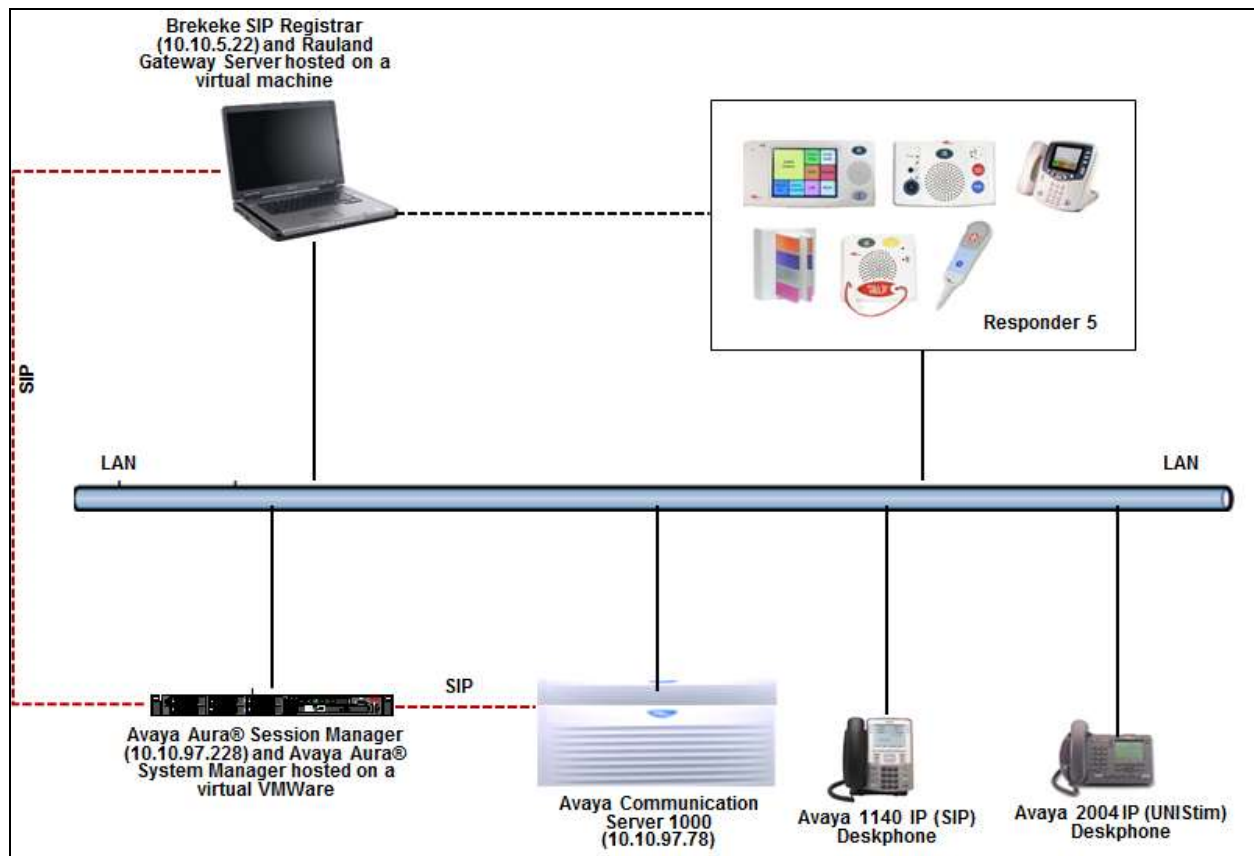 Brekeke SIP Registrar
(10.10.5.22) and Rauland
Gateway Server hosted on a
virtual machine
Responder 5
SIP
LAN
LAN
SIP
Avaya Aura® Session Manager
(10.10.97.228) and Avaya Aura®
System Manager hosted on a
virtual VMWare
Avaya Communication
Server 1000
(10.10.97.78)
Avaya 1140 IP (SIP)
Deskphone
Avaya 2004 IP (UNIStim)
Deskphone